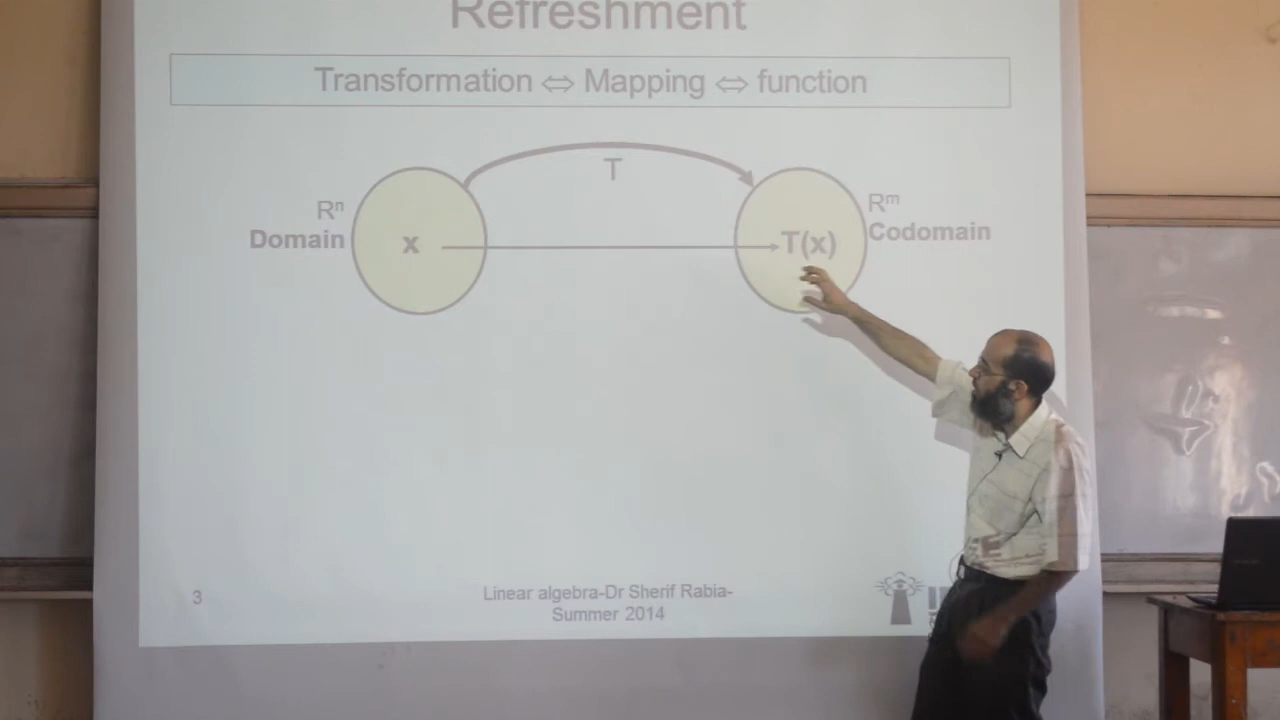 Refreshment
Transformation ⇔ Mapping ⇔ function
T
Rⁿ
Domain
x
T(x)
Rᵐ
Codomain
3
Linear algebra-Dr Sherif Rabia-
Summer 2014